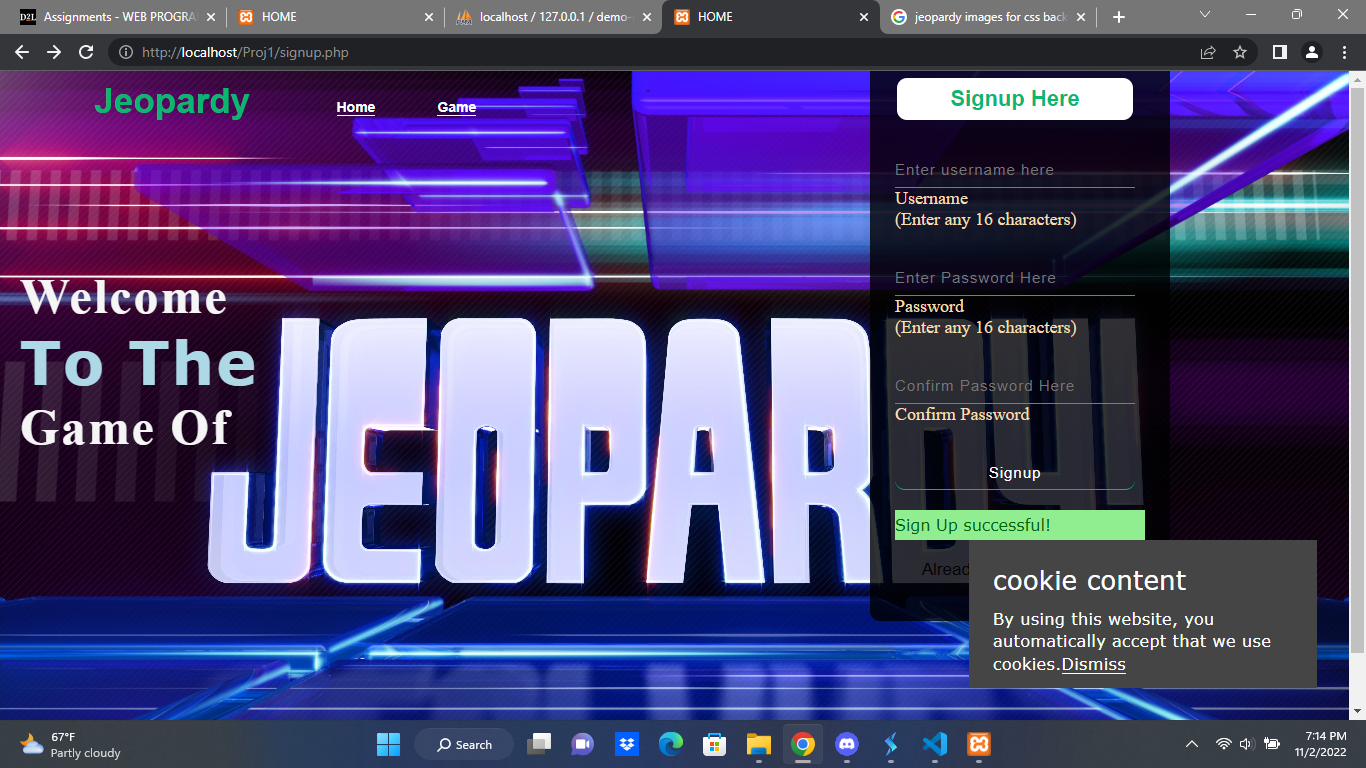 Assignments - WEB PROGRA
HOME
localhost / 127.0.0.1 / demo-
HOME
jeopardy images for css back
http://localhost/Proj1/signup.php
Jeopardy
Home
Game
Signup Here
Enter username here
Username
(Enter any 16 characters)
Enter Password Here
Password
(Enter any 16 characters)
Enter Confirm Password Here
Confirm Password
Signup
Sign Up successful!
Alread
Welcome
To The
Game Of
JEOPARDY!
cookie content
By using this website, you
automatically accept that we use
cookies.Dismiss
67°F
Partly cloudy
Search
7:14 PM
11/2/2022